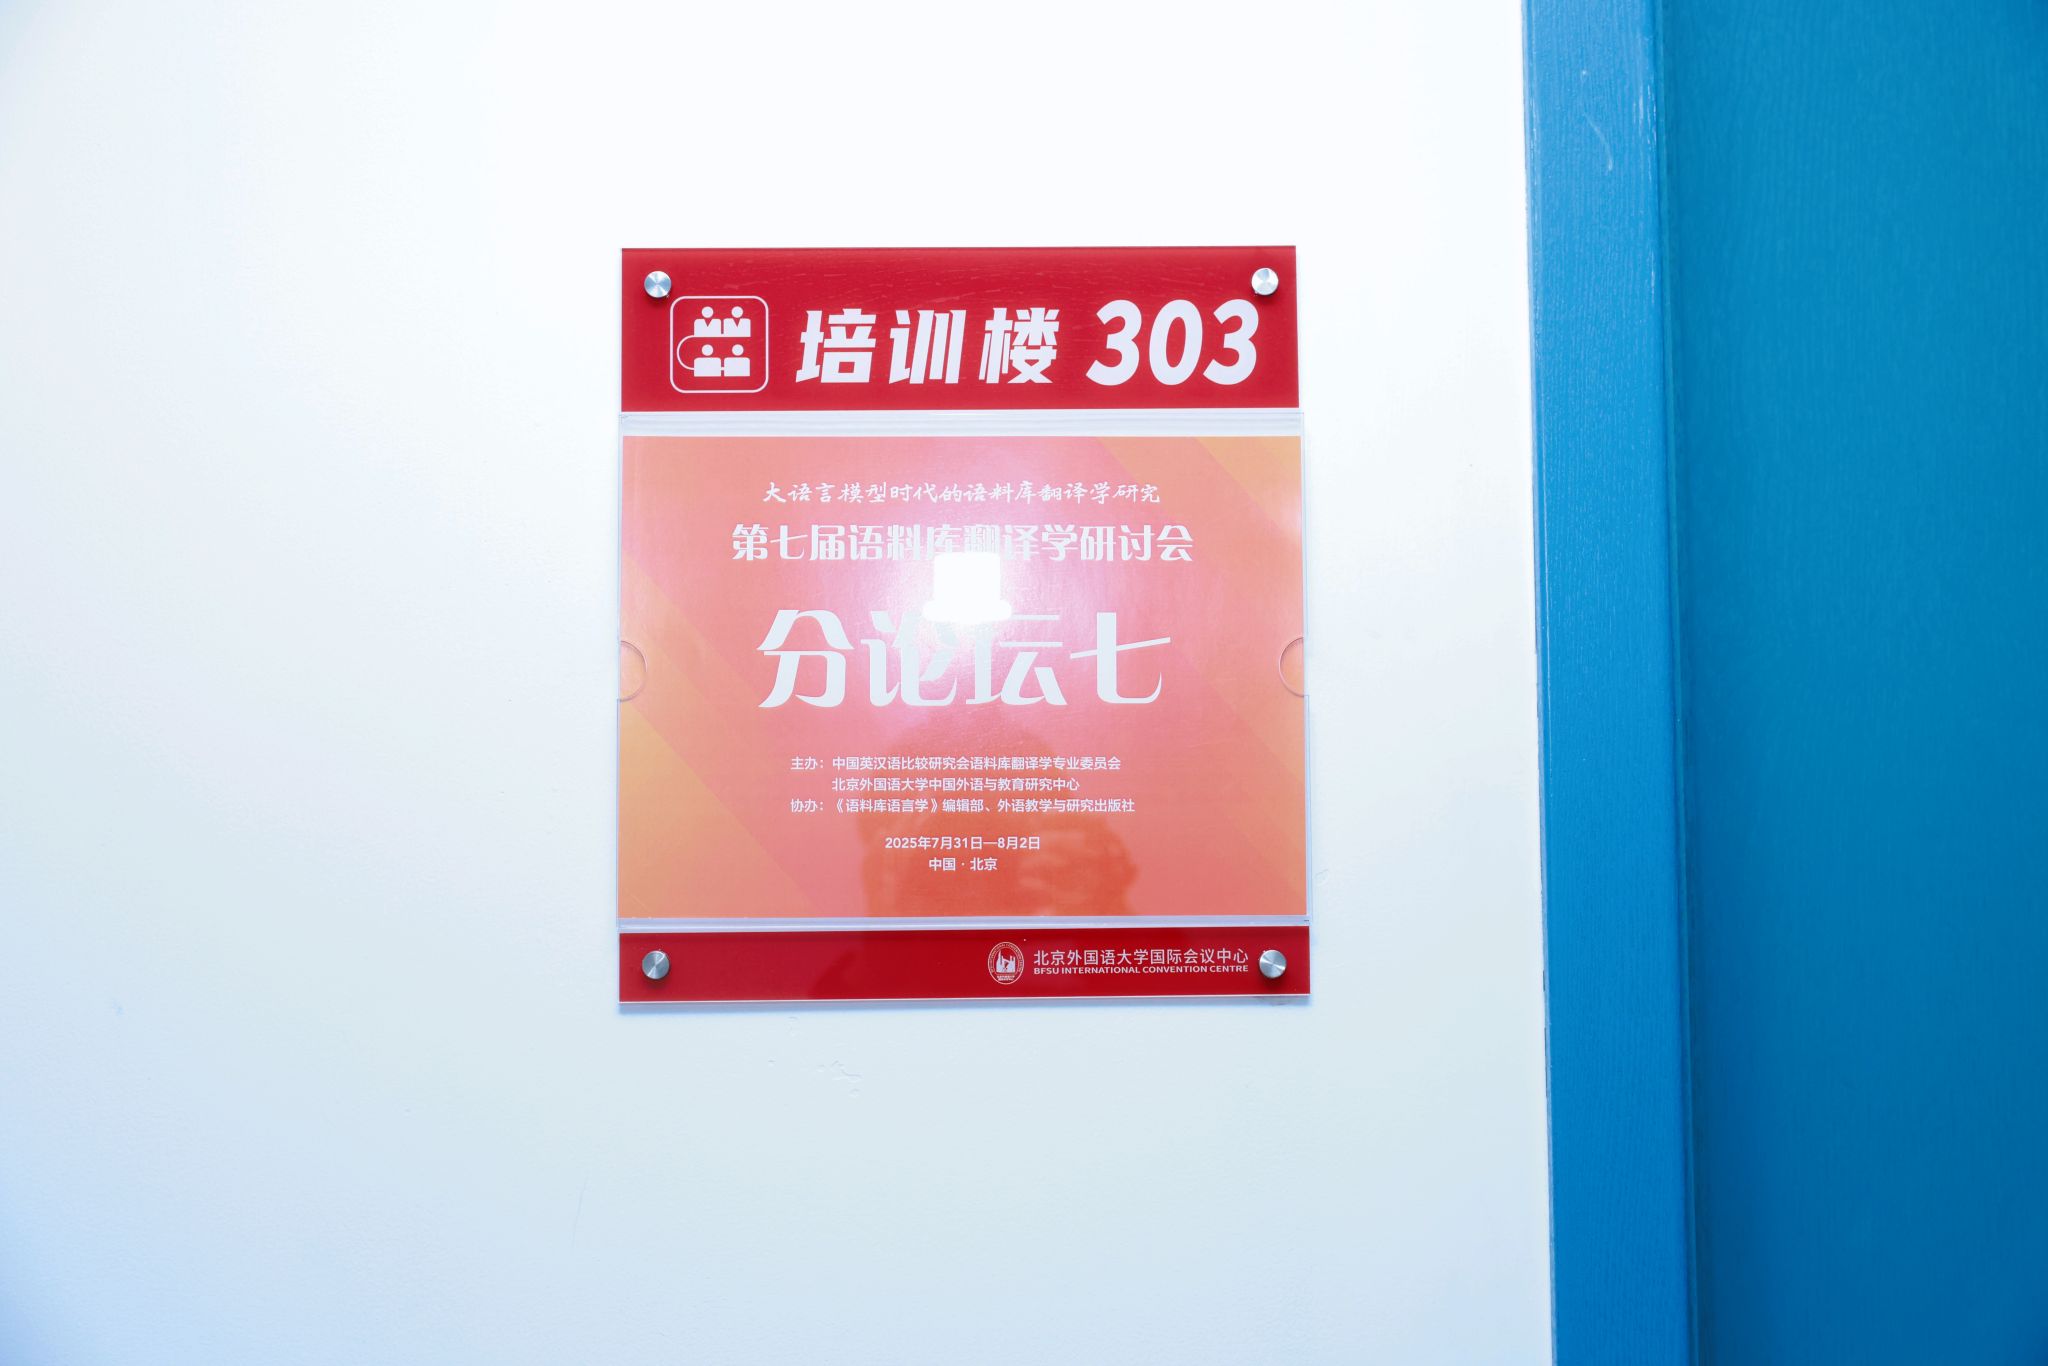 培训楼 303
大语言模型时代的语料库翻译学研究
第七届语料库翻译学研讨会
分论坛七
主办：中国英汉语比较研究会语料库翻译学专业委员会
北京外国语大学中国外语与教育研究中心
协办：《语料库语言学》编辑部、外语教学与研究出版社
2025年7月31日—8月2日
中国·北京
北京外国语大学国际会议中心
BFSU INTERNATIONAL CONVENTION CENTRE